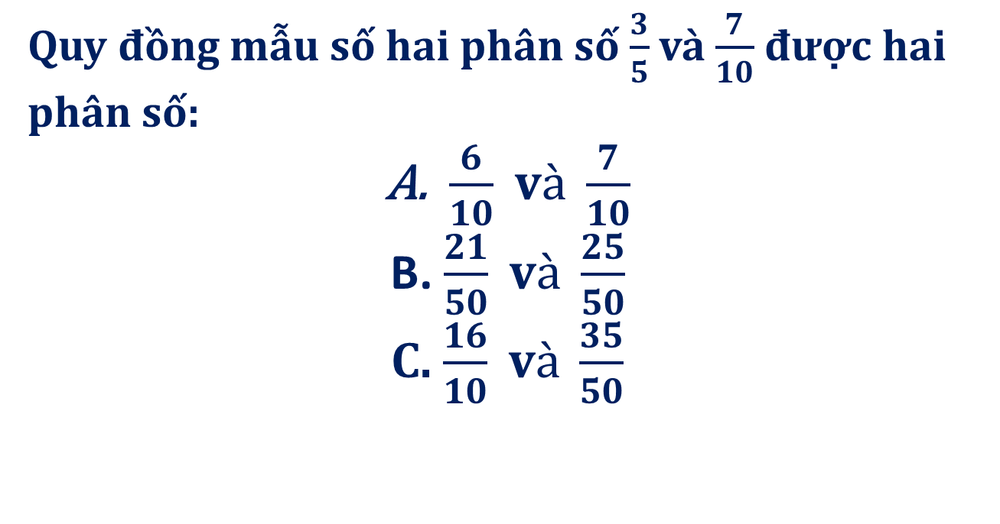 Quy đồng mẫu số hai phân số 3/5 và 7/10 được hai
phân số:
A. 6/10 và 7/10
B. 21/50 và 25/50
C. 16/10 và 35/50